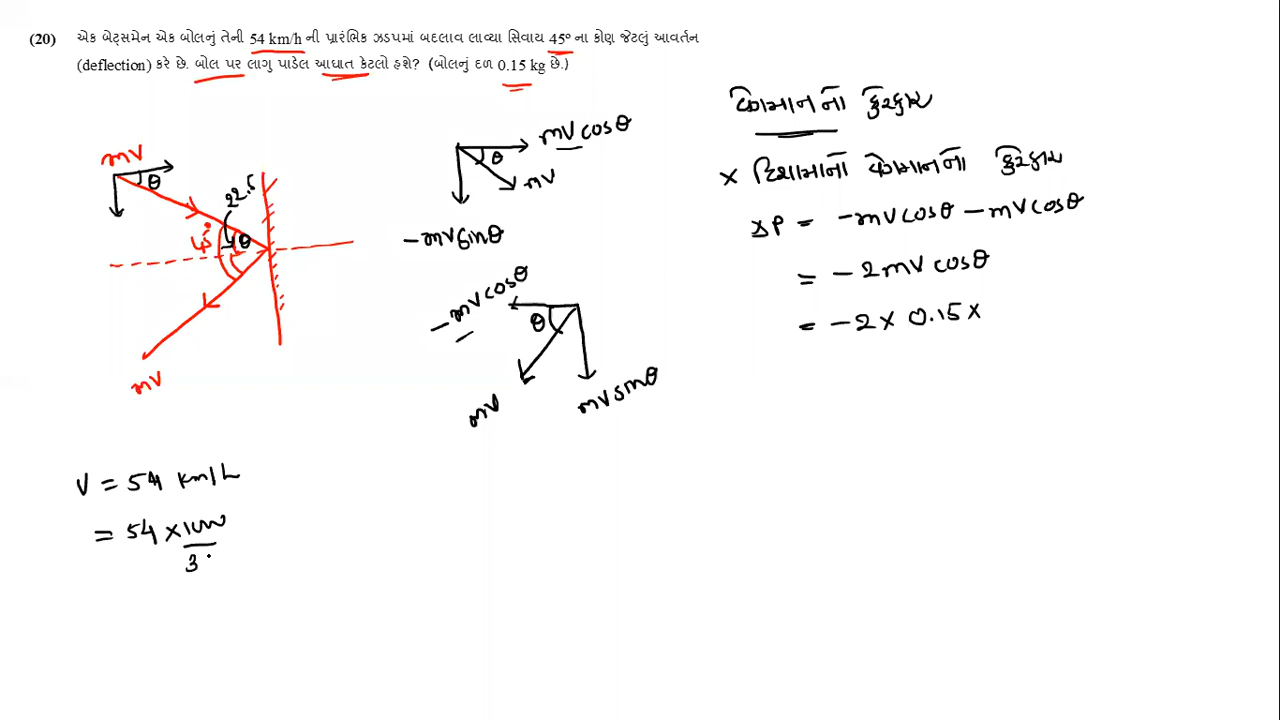 (20) એક બેટ્સમેન એક બોલનું તેની 54 km/h ની પ્રારંભિક ઝડપમાં બદલાવ લાવ્યા સિવાય 45° ના કોણ જેટલું આવર્તન
(deflection) કરે છે. બોલ પર લાગુ પાડેલ આઘાત કેટલો હશે? (બોલનું દળ 0.15 kg છે.)
mv
θ
22.5
45°
θ
mv
mv cosθ
θ
mv
-mv sinθ
-mv cosθ
θ
mv
mv sinθ
વેગમાનનો ફેરફાર
x દિશામાનો વેગમાનનો ફેરફાર
ΔP = -mv cosθ - mv cosθ
= -2mv cosθ
= -2 x 0.15 x
V = 54 km/h
= 54 x 1000
3